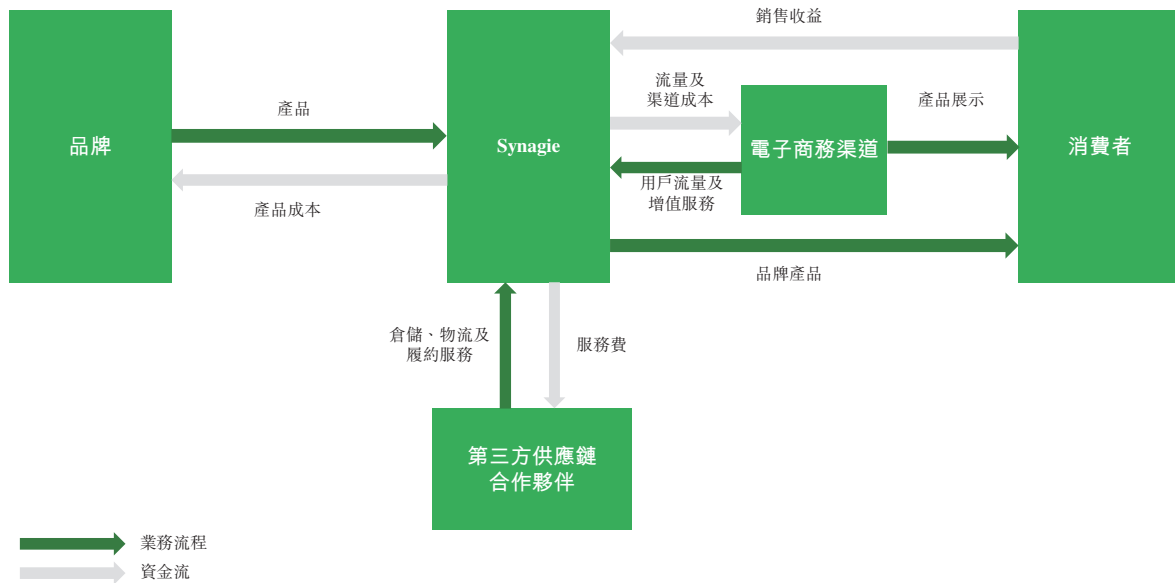 銷售收益
流量及
渠道成本
產品
產品展示
品牌
Synagie
電子商務渠道
消費者
用戶流量及
增值服務
產品成本
品牌產品
倉儲、物流及
履約服務
服務費
第三方供應鏈
合作夥伴
業務流程
資金流